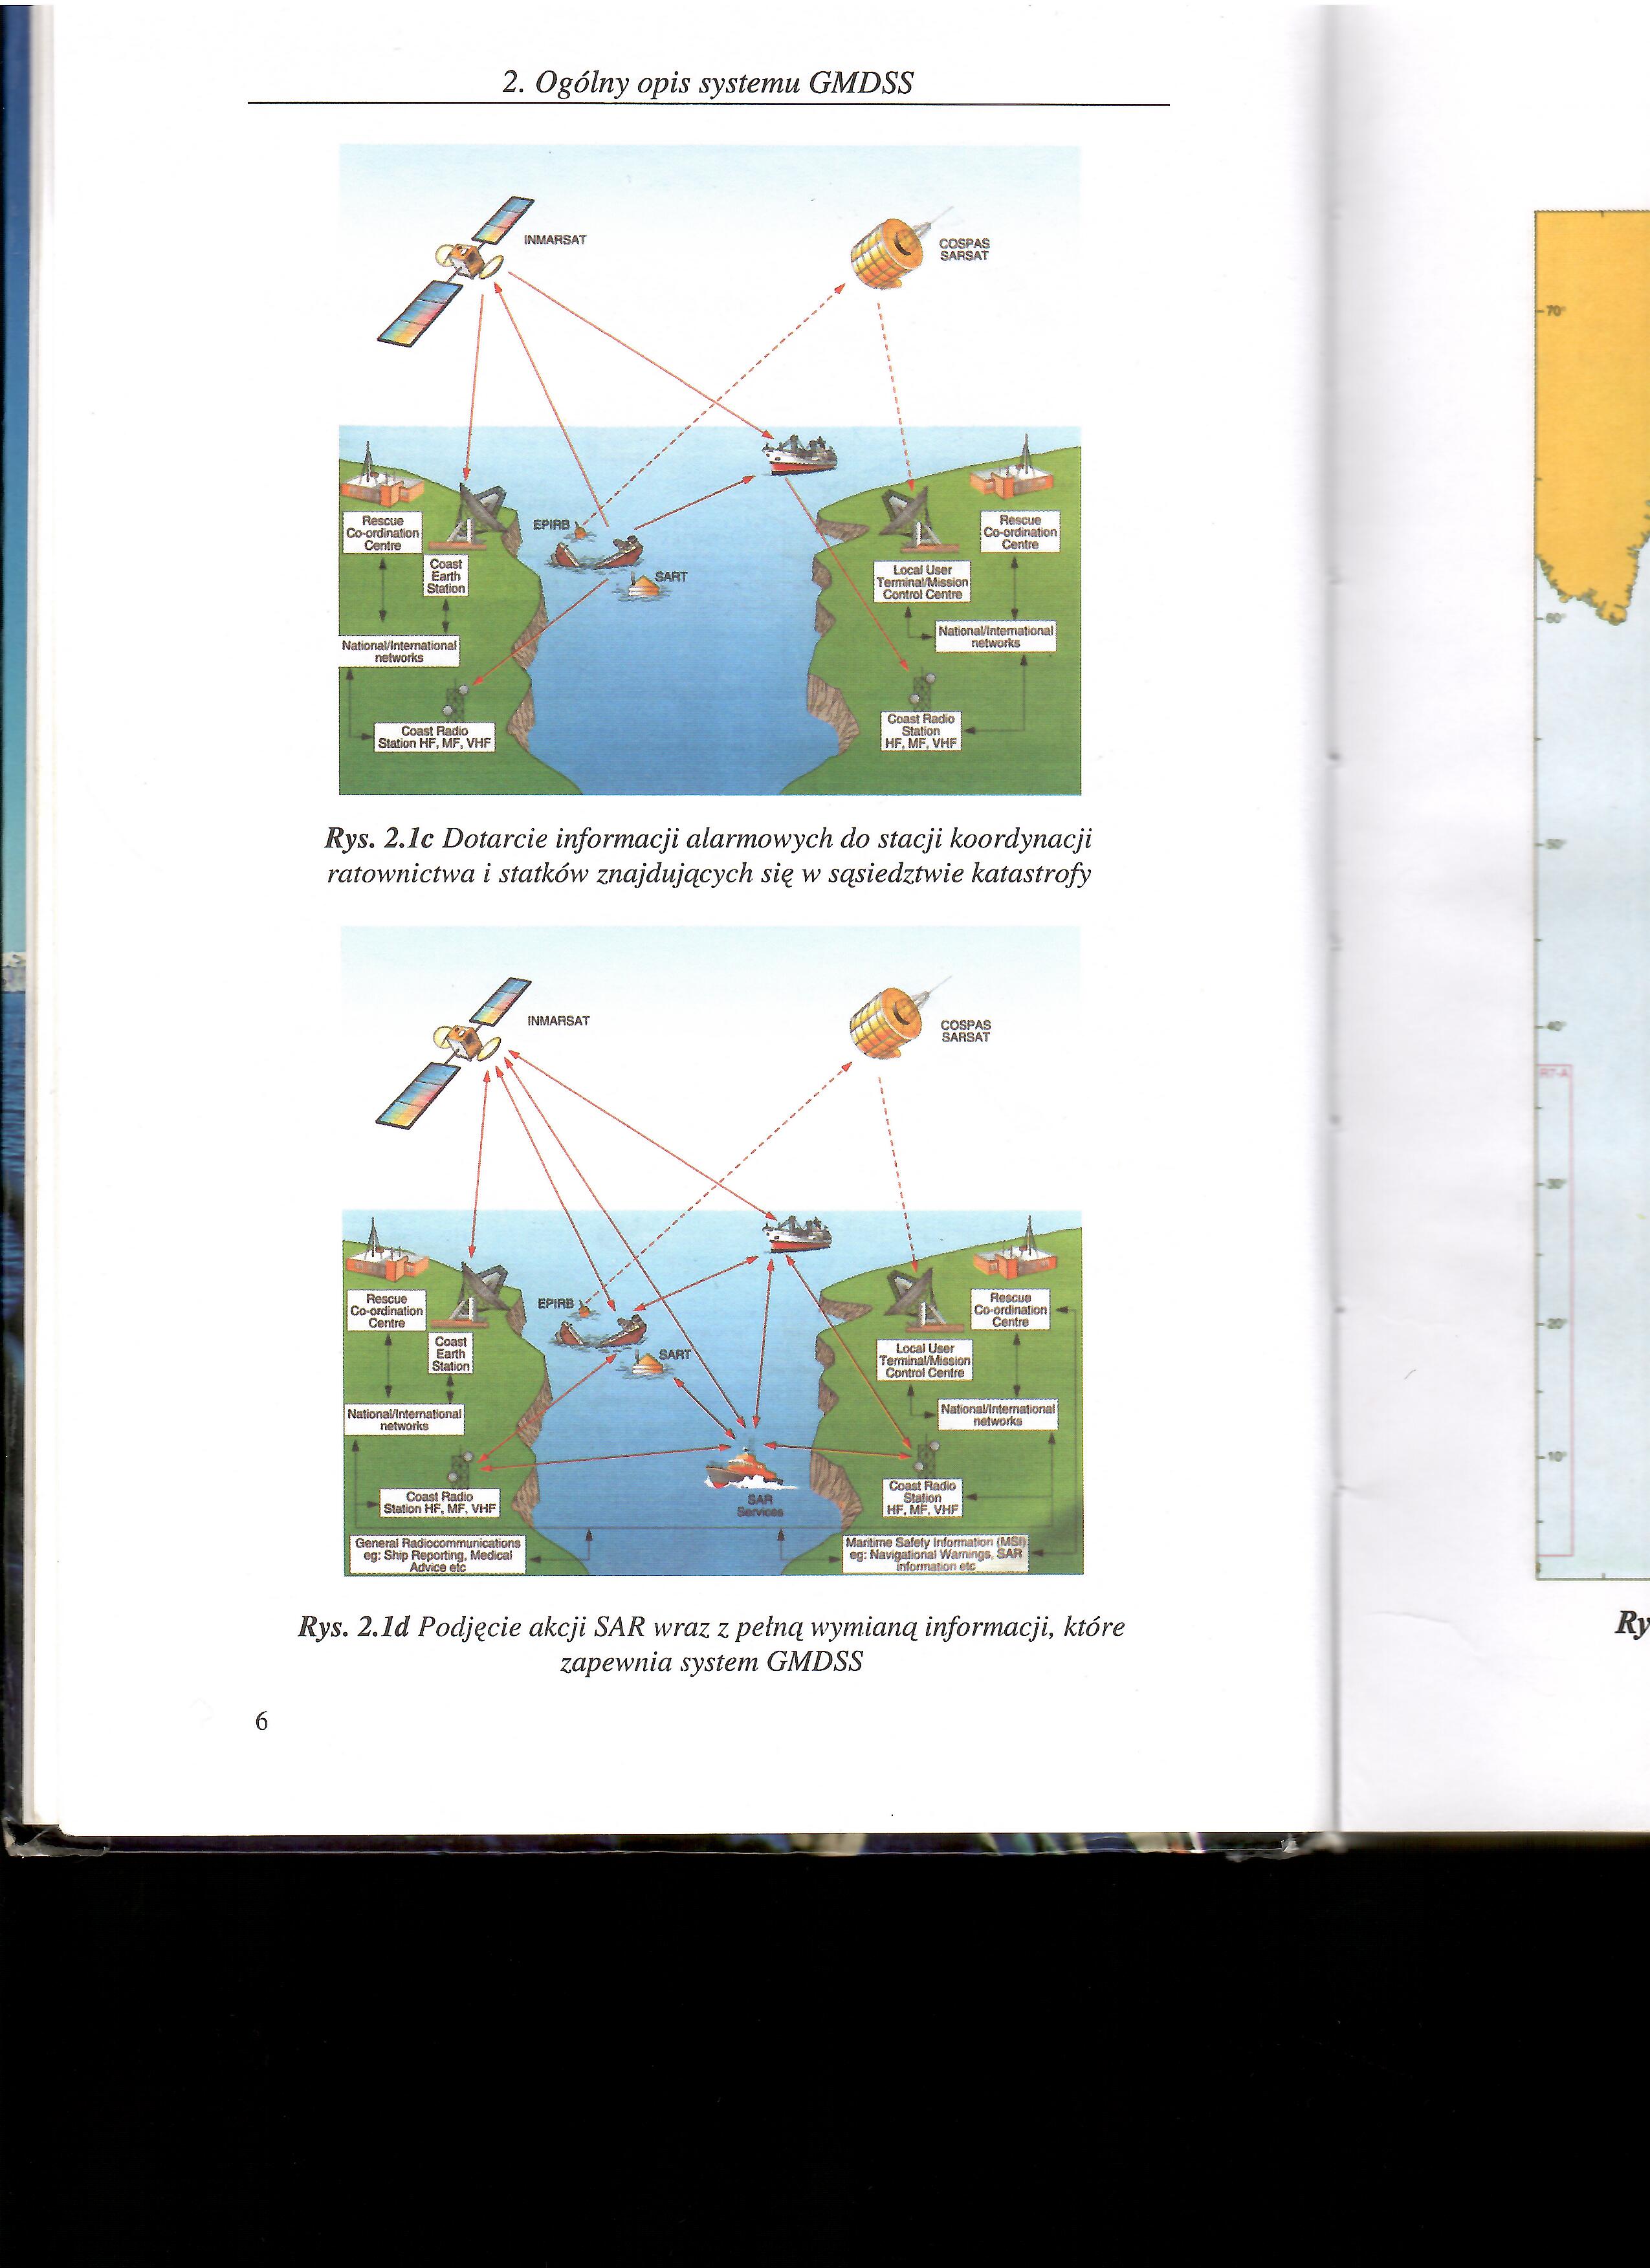 2. Ogólny opis systemu GMDSS
INMARSAT
COSPAS
SARSAT
EPIRB
SART
Rescue
Co-ordination
Centre
Coast
Earth
Station
National/International
networks
Coast Radio
Station HF, MF, VHF
Rescue
Co-ordination
Centre
Local User
Terminal/Mission
Control Centre
National/International
networks
Coast Radio
Station
HF, MF, VHF
Rys. 2.1c Dotarcie informacji alarmowych do stacji koordynacji
ratownictwa i statków znajdujących się w sąsiedztwie katastrofy
INMARSAT
COSPAS
SARSAT
EPIRB
SART
Rescue
Co-ordination
Centre
Coast
Earth
Station
National/International
networks
Coast Radio
Station HF, MF, VHF
General Radiocommunications
eg: Ship Reporting, Medical
Advice etc
SAR
Services
Rescue
Co-ordination
Centre
Local User
Terminal/Mission
Control Centre
National/International
networks
Coast Radio
Station
HF, MF, VHF
Maritime Safety Information (MSI)
eg: Navigational Warnings, SAR
information etc
Rys. 2.1d Podjęcie akcji SAR wraz z pełną wymianą informacji, które
zapewnia system GMDSS
6
70°
60°
50°
40°
30°
20°
10°
Ry